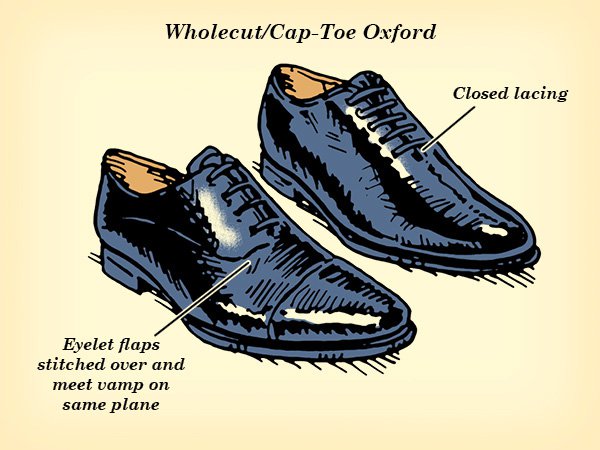 Wholecut/Cap-Toe Oxford
Closed lacing
Eyelet flaps
stitched over and
meet vamp on
same plane